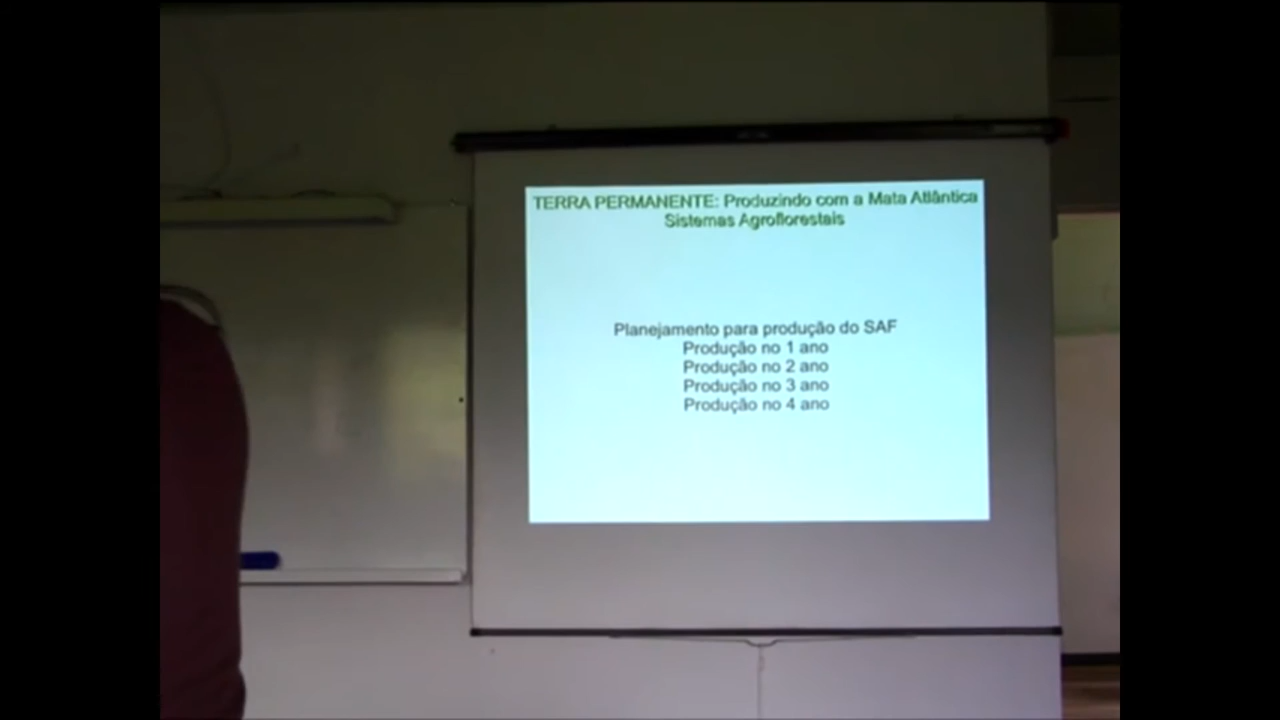 TERRA PERMANENTE: Produzindo com a Mata Atlântica
Sistemas Agroflorestais
Planejamento para produção do SAF
Produção no 1 ano
Produção no 2 ano
Produção no 3 ano
Produção no 4 ano